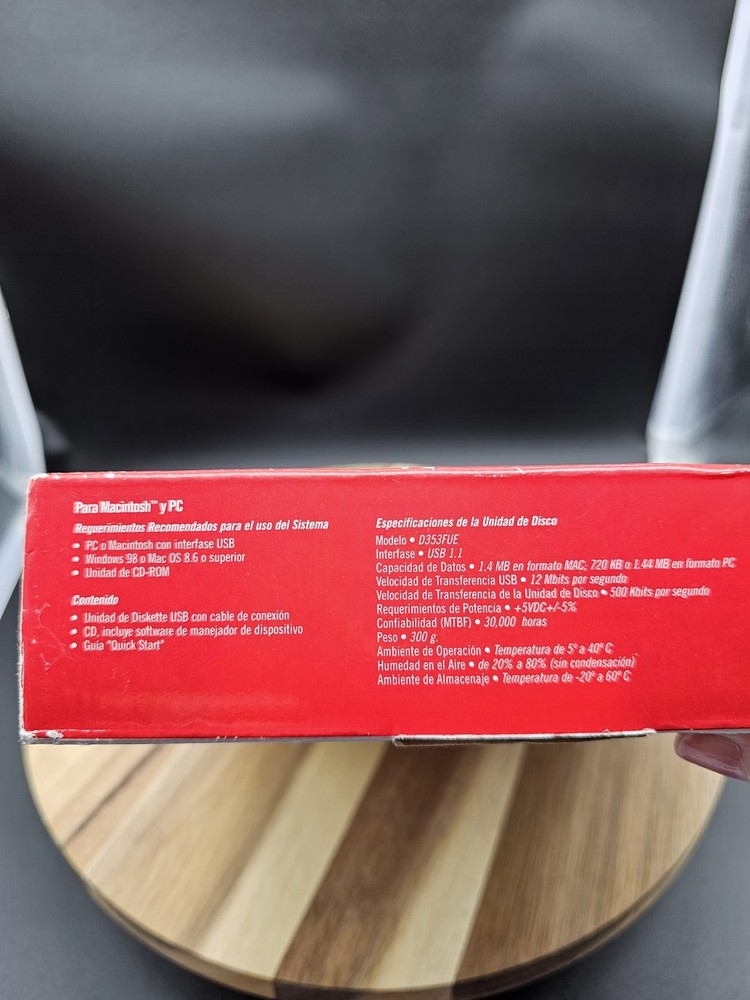 Para Macintosh™ y PC
Requerimientos Recomendados para el uso del Sistema
• PC o Macintosh con interfase USB
• Windows 98 o Mac OS 8.6 o superior
• Unidad de CD-ROM
Contenido
• Unidad de Diskette USB con cable de conexión
• CD, incluye software de manejador de dispositivo
• Guía "Quick Start"
Especificaciones de la Unidad de Disco
Modelo • D353FUE
Interfase • USB 1.1
Capacidad de Datos • 1.4 MB en formato MAC; 720 KB o 1.44 MB en formato PC
Velocidad de Transferencia USB • 12 Mbits por segundo
Velocidad de Transferencia de la Unidad de Disco • 500 Kbits por segundo
Requerimientos de Potencia • +5VDC+/-5%
Confiabilidad (MTBF) • 30,000 horas
Peso • 300 g.
Ambiente de Operación • Temperatura de 5° a 40° C
Humedad en el Aire • de 20% a 80% (sin condensación)
Ambiente de Almacenaje • Temperatura de -20° a 60° C